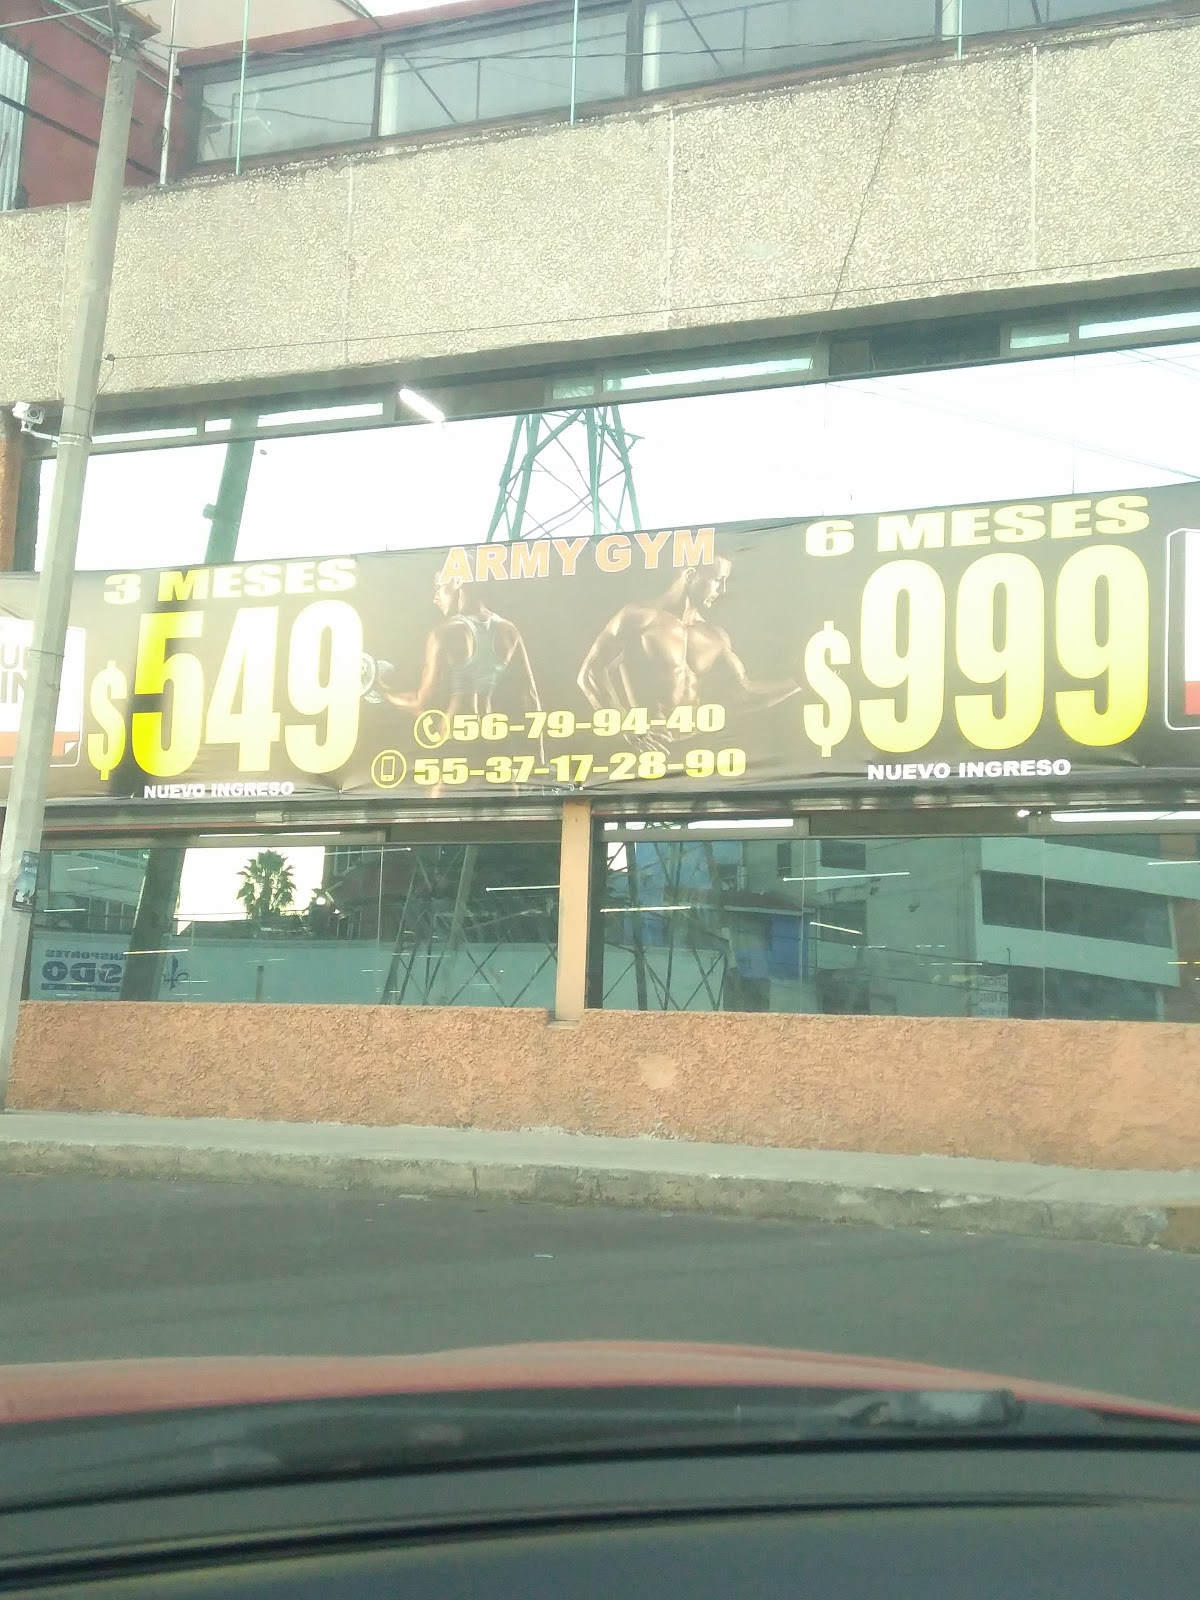 3 MESES
$549
NUEVO INGRESO
ARMY GYM
56-79-94-40
55-37-17-28-90
6 MESES
$999
NUEVO INGRESO